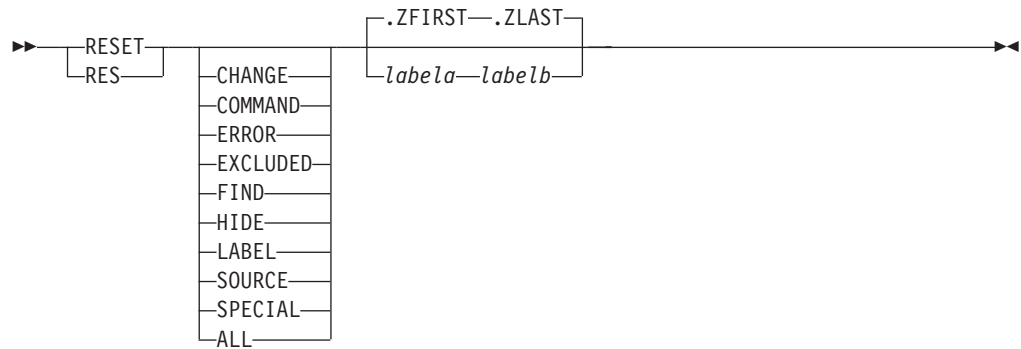 .ZFIRST .ZLAST
RESET
RES
labela labelb
CHANGE
COMMAND
ERROR
EXCLUDED
FIND
HIDE
LABEL
SOURCE
SPECIAL
ALL